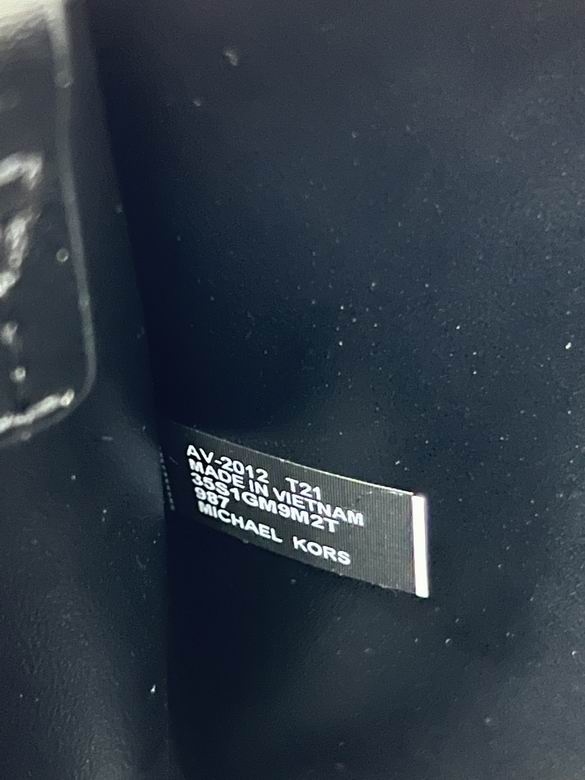 AV-2012 T21
MADE IN VIETNAM
35S1GM9M2T
987
MICHAEL KORS